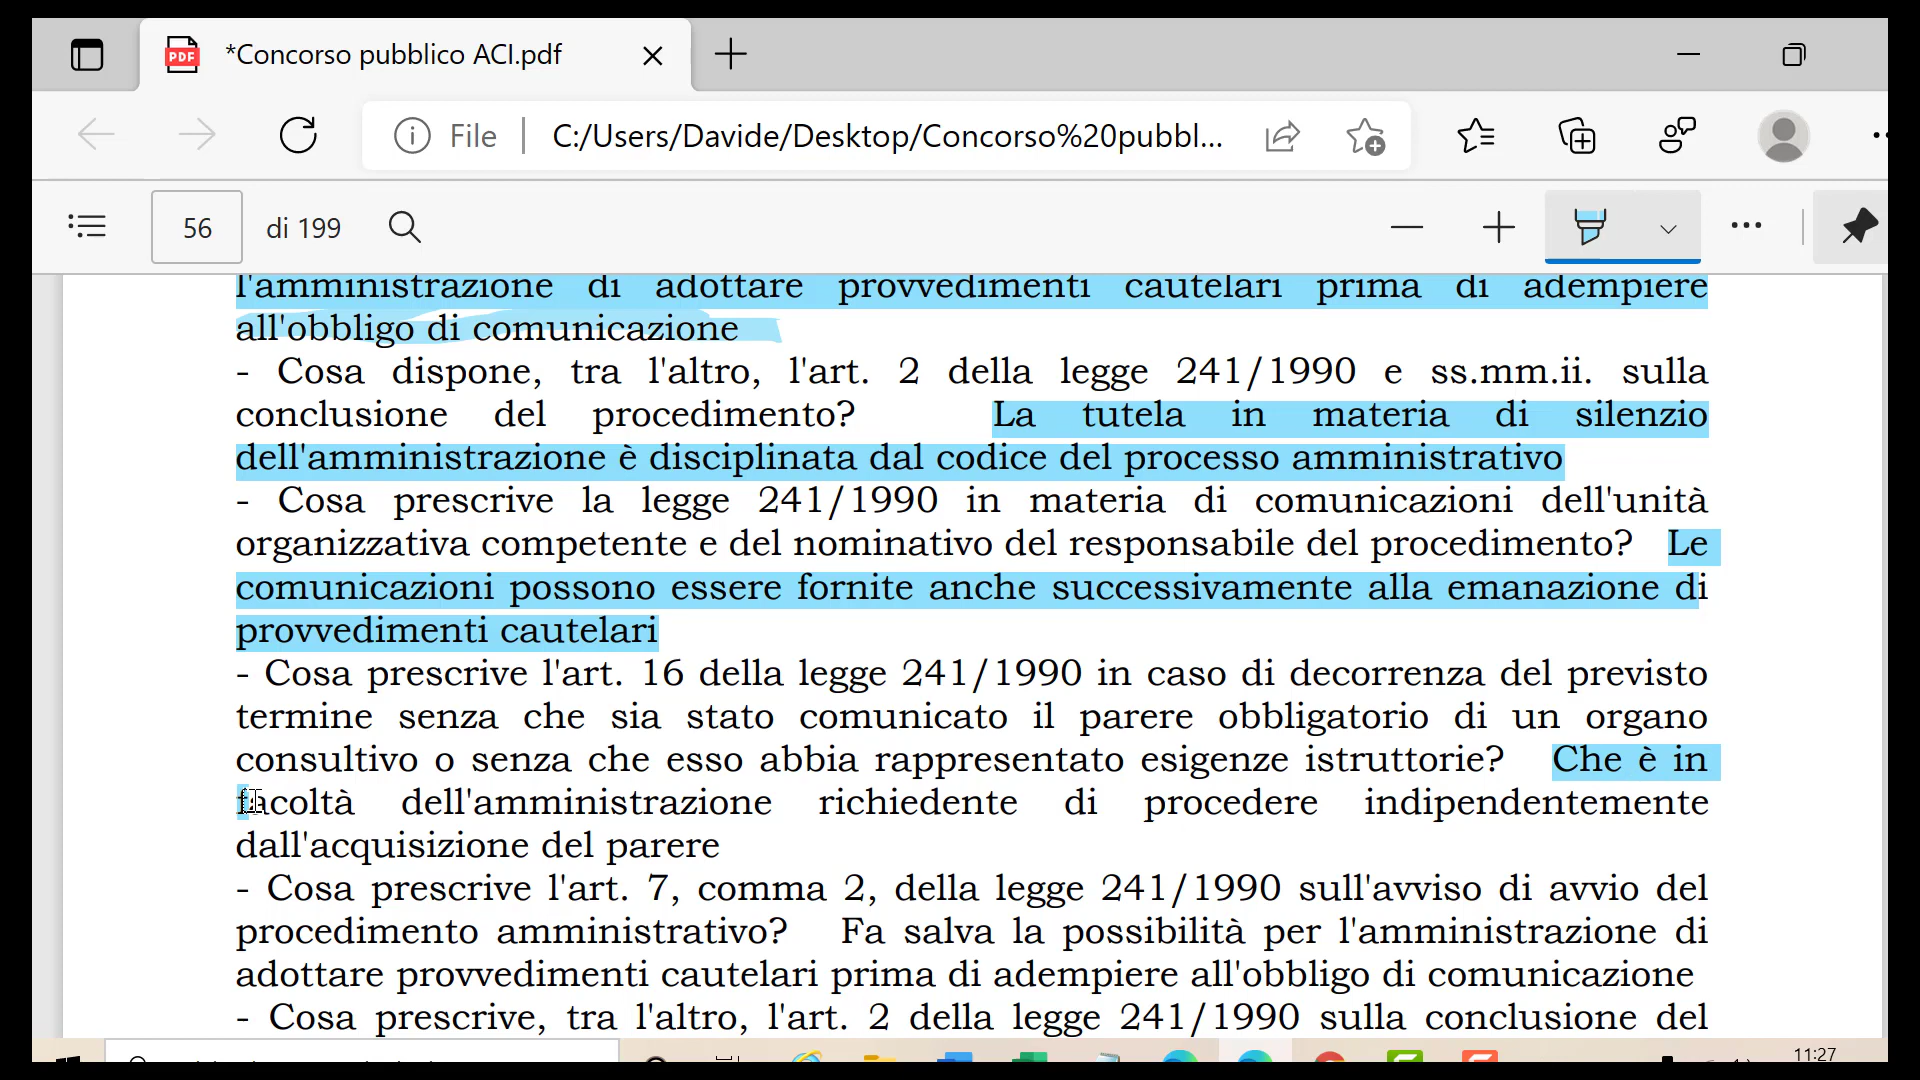 *Concorso pubblico ACI.pdf
File
C:/Users/Davide/Desktop/Concorso%20pubbl...
56 di 199
l'amministrazione di adottare provvedimenti cautelari prima di adempiere
all'obbligo di comunicazione
- Cosa dispone, tra l'altro, l'art. 2 della legge 241/1990 e ss.mm.ii. sulla
conclusione del procedimento? La tutela in materia di silenzio
dell'amministrazione è disciplinata dal codice del processo amministrativo
- Cosa prescrive la legge 241/1990 in materia di comunicazioni dell'unità
organizzativa competente e del nominativo del responsabile del procedimento? Le
comunicazioni possono essere fornite anche successivamente alla emanazione di
provvedimenti cautelari
- Cosa prescrive l'art. 16 della legge 241/1990 in caso di decorrenza del previsto
termine senza che sia stato comunicato il parere obbligatorio di un organo
consultivo o senza che esso abbia rappresentato esigenze istruttorie? Che è in
facoltà dell'amministrazione richiedente di procedere indipendentemente
dall'acquisizione del parere
- Cosa prescrive l'art. 7, comma 2, della legge 241/1990 sull'avviso di avvio del
procedimento amministrativo? Fa salva la possibilità per l'amministrazione di
adottare provvedimenti cautelari prima di adempiere all'obbligo di comunicazione
- Cosa prescrive, tra l'altro, l'art. 2 della legge 241/1990 sulla conclusione del
11:27